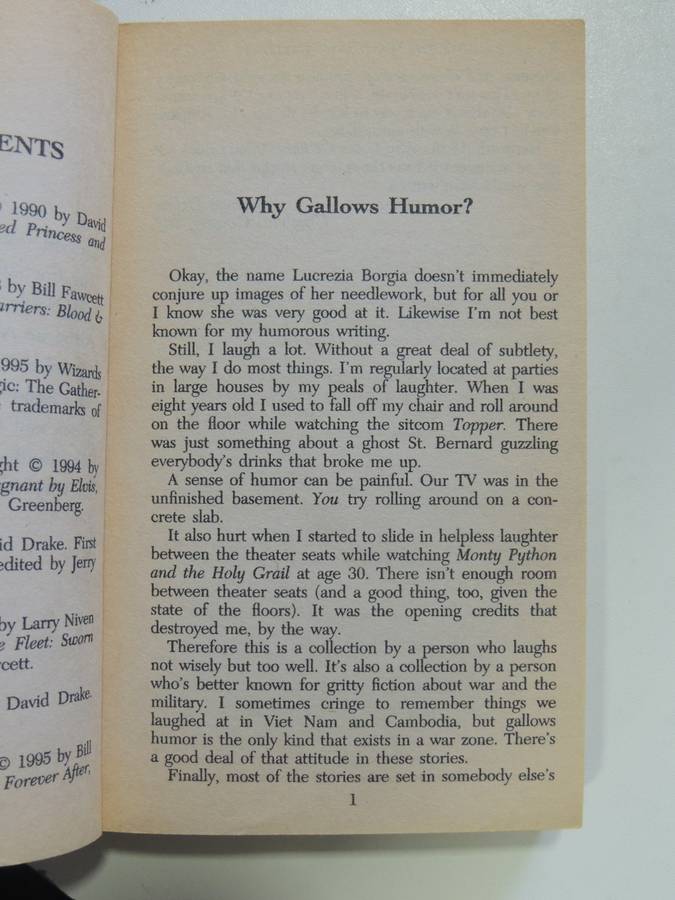 ENTS
1990 by David
ed Princess and
by Bill Fawcett
arriers: Blood &
1995 by Wizards
gic: The Gather-
trademarks of
ght © 1994 by
gnant by Elvis,
Greenberg.
id Drake. First
edited by Jerry
by Larry Niven
e Fleet: Sworn
cett.
David Drake.
© 1995 by Bill
Forever After,
Why Gallows Humor?
Okay, the name Lucrezia Borgia doesn't immediately
conjure up images of her needlework, but for all you or
I know she was very good at it. Likewise I'm not best
known for my humorous writing.
Still, I laugh a lot. Without a great deal of subtlety,
the way I do most things. I'm regularly located at parties
in large houses by my peals of laughter. When I was
eight years old I used to fall off my chair and roll around
on the floor while watching the sitcom Topper. There
was just something about a ghost St. Bernard guzzling
everybody's drinks that broke me up.
A sense of humor can be painful. Our TV was in the
unfinished basement. You try rolling around on a con-
crete slab.
It also hurt when I started to slide in helpless laughter
between the theater seats while watching Monty Python
and the Holy Grail at age 30. There isn't enough room
between theater seats (and a good thing, too, given the
state of the floors). It was the opening credits that
destroyed me, by the way.
Therefore this is a collection by a person who laughs
not wisely but too well. It's also a collection by a person
who's better known for gritty fiction about war and the
military. I sometimes cringe to remember things we
laughed at in Viet Nam and Cambodia, but gallows
humor is the only kind that exists in a war zone. There's
a good deal of that attitude in these stories.
Finally, most of the stories are set in somebody else's
1